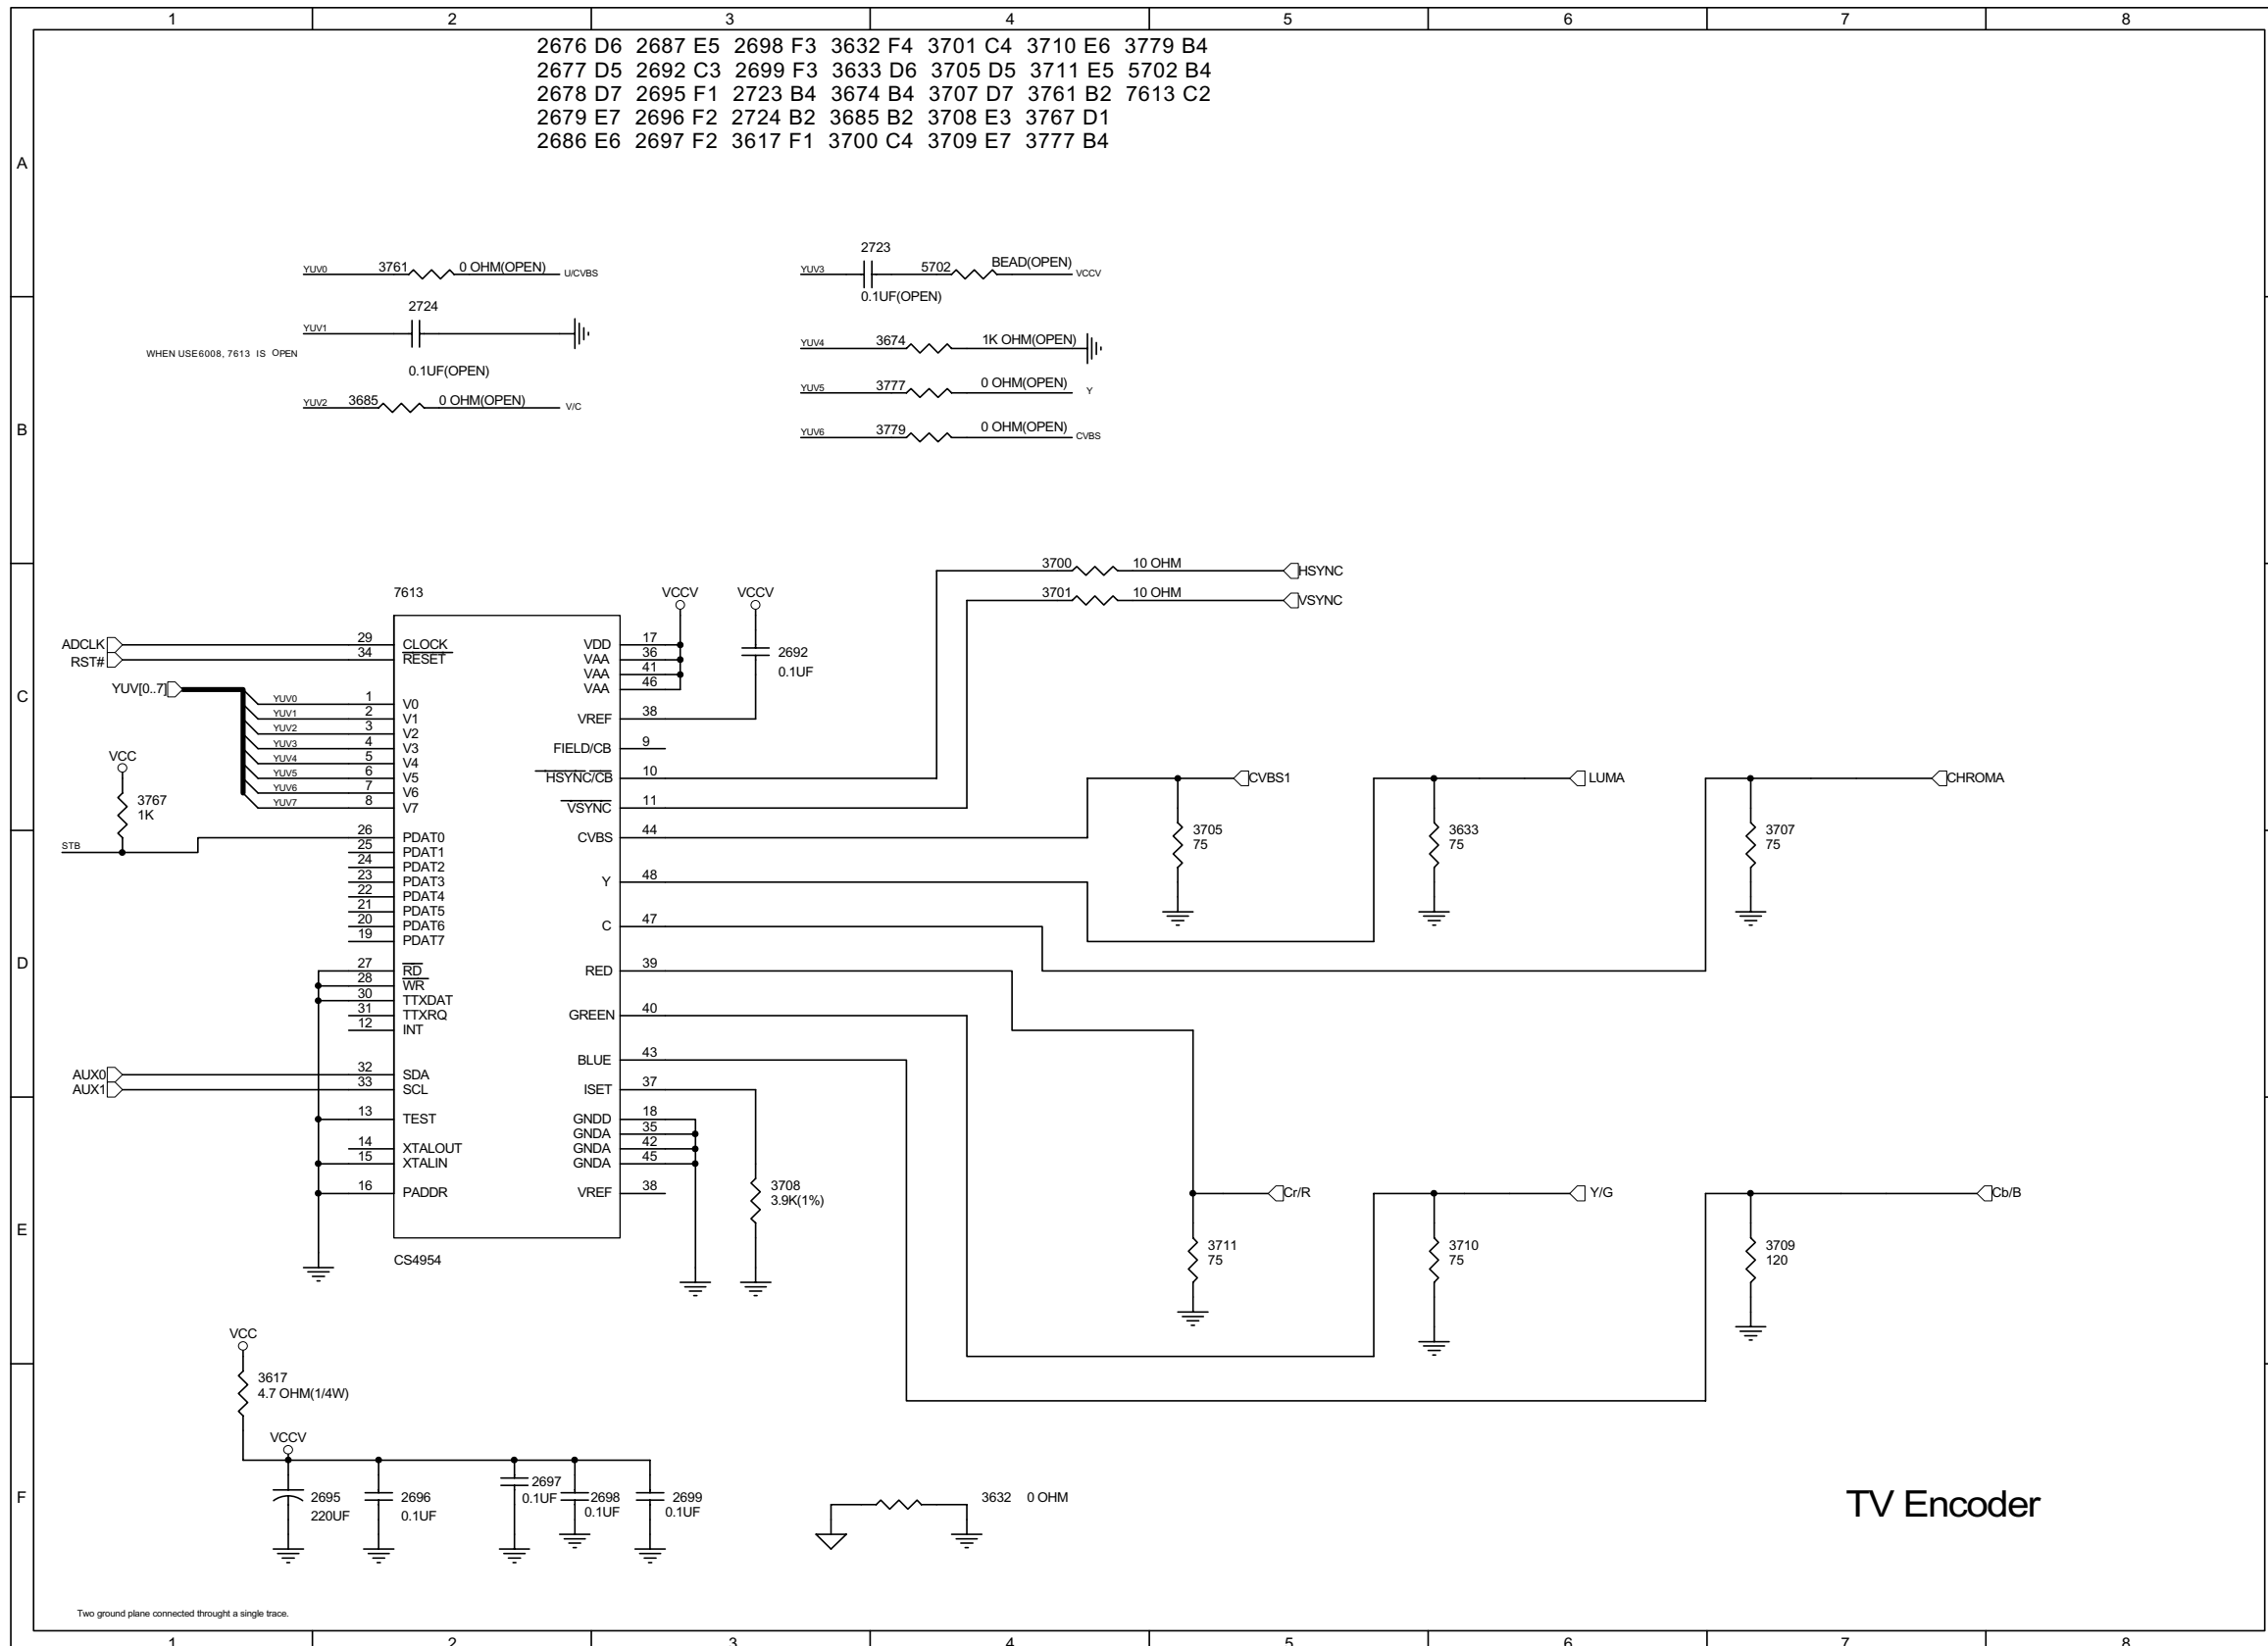 1 2 3 4 5 6 7 8
2676 D6 2687 E5 2698 F3 3632 F4 3701 C4 3710 E6 3779 B4
2677 D5 2692 C3 2699 F3 3633 D6 3705 D5 3711 E5 5702 B4
2678 D7 2695 F1 2723 B4 3674 B4 3707 D7 3761 B2 7613 C2
2679 E7 2696 F2 2724 B2 3685 B2 3708 E3 3767 D1
2686 E6 2697 F2 3617 F1 3700 C4 3709 E7 3777 B4
A
YUV0 3761 0 OHM(OPEN) U/CVBS
2723
YUV3 5702 BEAD(OPEN) VCCV
0.1UF(OPEN)
2724
YUV1
WHEN USE6008, 7613 IS OPEN
0.1UF(OPEN)
YUV2 3685 0 OHM(OPEN) V/C
YUV4 3674 1K OHM(OPEN)
YUV5 3777 0 OHM(OPEN) Y
YUV6 3779 0 OHM(OPEN) CVBS
B
3700 10 OHM HSYNC
3701 10 OHM VSYNC
7613
VCCV VCCV
ADCLK 29 CLOCK
RST# 34 RESET
YUV[0..7]
YUV0 1 V0
YUV1 2 V1
YUV2 3 V2
YUV3 4 V3
YUV4 5 V4
YUV5 6 V5
YUV6 7 V6
YUV7 8 V7
C
VCC
3767
1K
STB
26 PDAT0
25 PDAT1
24 PDAT2
23 PDAT3
22 PDAT4
21 PDAT5
20 PDAT6
19 PDAT7
27 RD
28 WR
30 TTXDAT
31 TTXRQ
12 INT
D
AUX0 32 SDA
AUX1 33 SCL
13 TEST
14 XTALOUT
15 XTALIN
16 PADDR
VDD 17
VAA 36
VAA 41
VAA 46
2692
0.1UF
VREF 38
FIELD/CB 9
HSYNC/CB 10
VSYNC 11
CVBS 44
Y 48
C 47
RED 39
GREEN 40
BLUE 43
ISET 37
GNDD 18
GNDA 35
GNDA 42
GNDA 45
VREF 38
3708
3.9K(1%)
CS4954
CVBS1 LUMA CHROMA
3705
75
3633
75
3707
75
Cr/R Y/G Cb/B
E
3711
75
3710
75
3709
120
VCC
3617
4.7 OHM(1/4W)
VCCV
F
2695
220UF
2696
0.1UF
2697
0.1UF
2698
0.1UF
2699
0.1UF
3632 0 OHM
TV Encoder
Two ground plane connected throught a single trace.
1 2 3 4 5 6 7 8